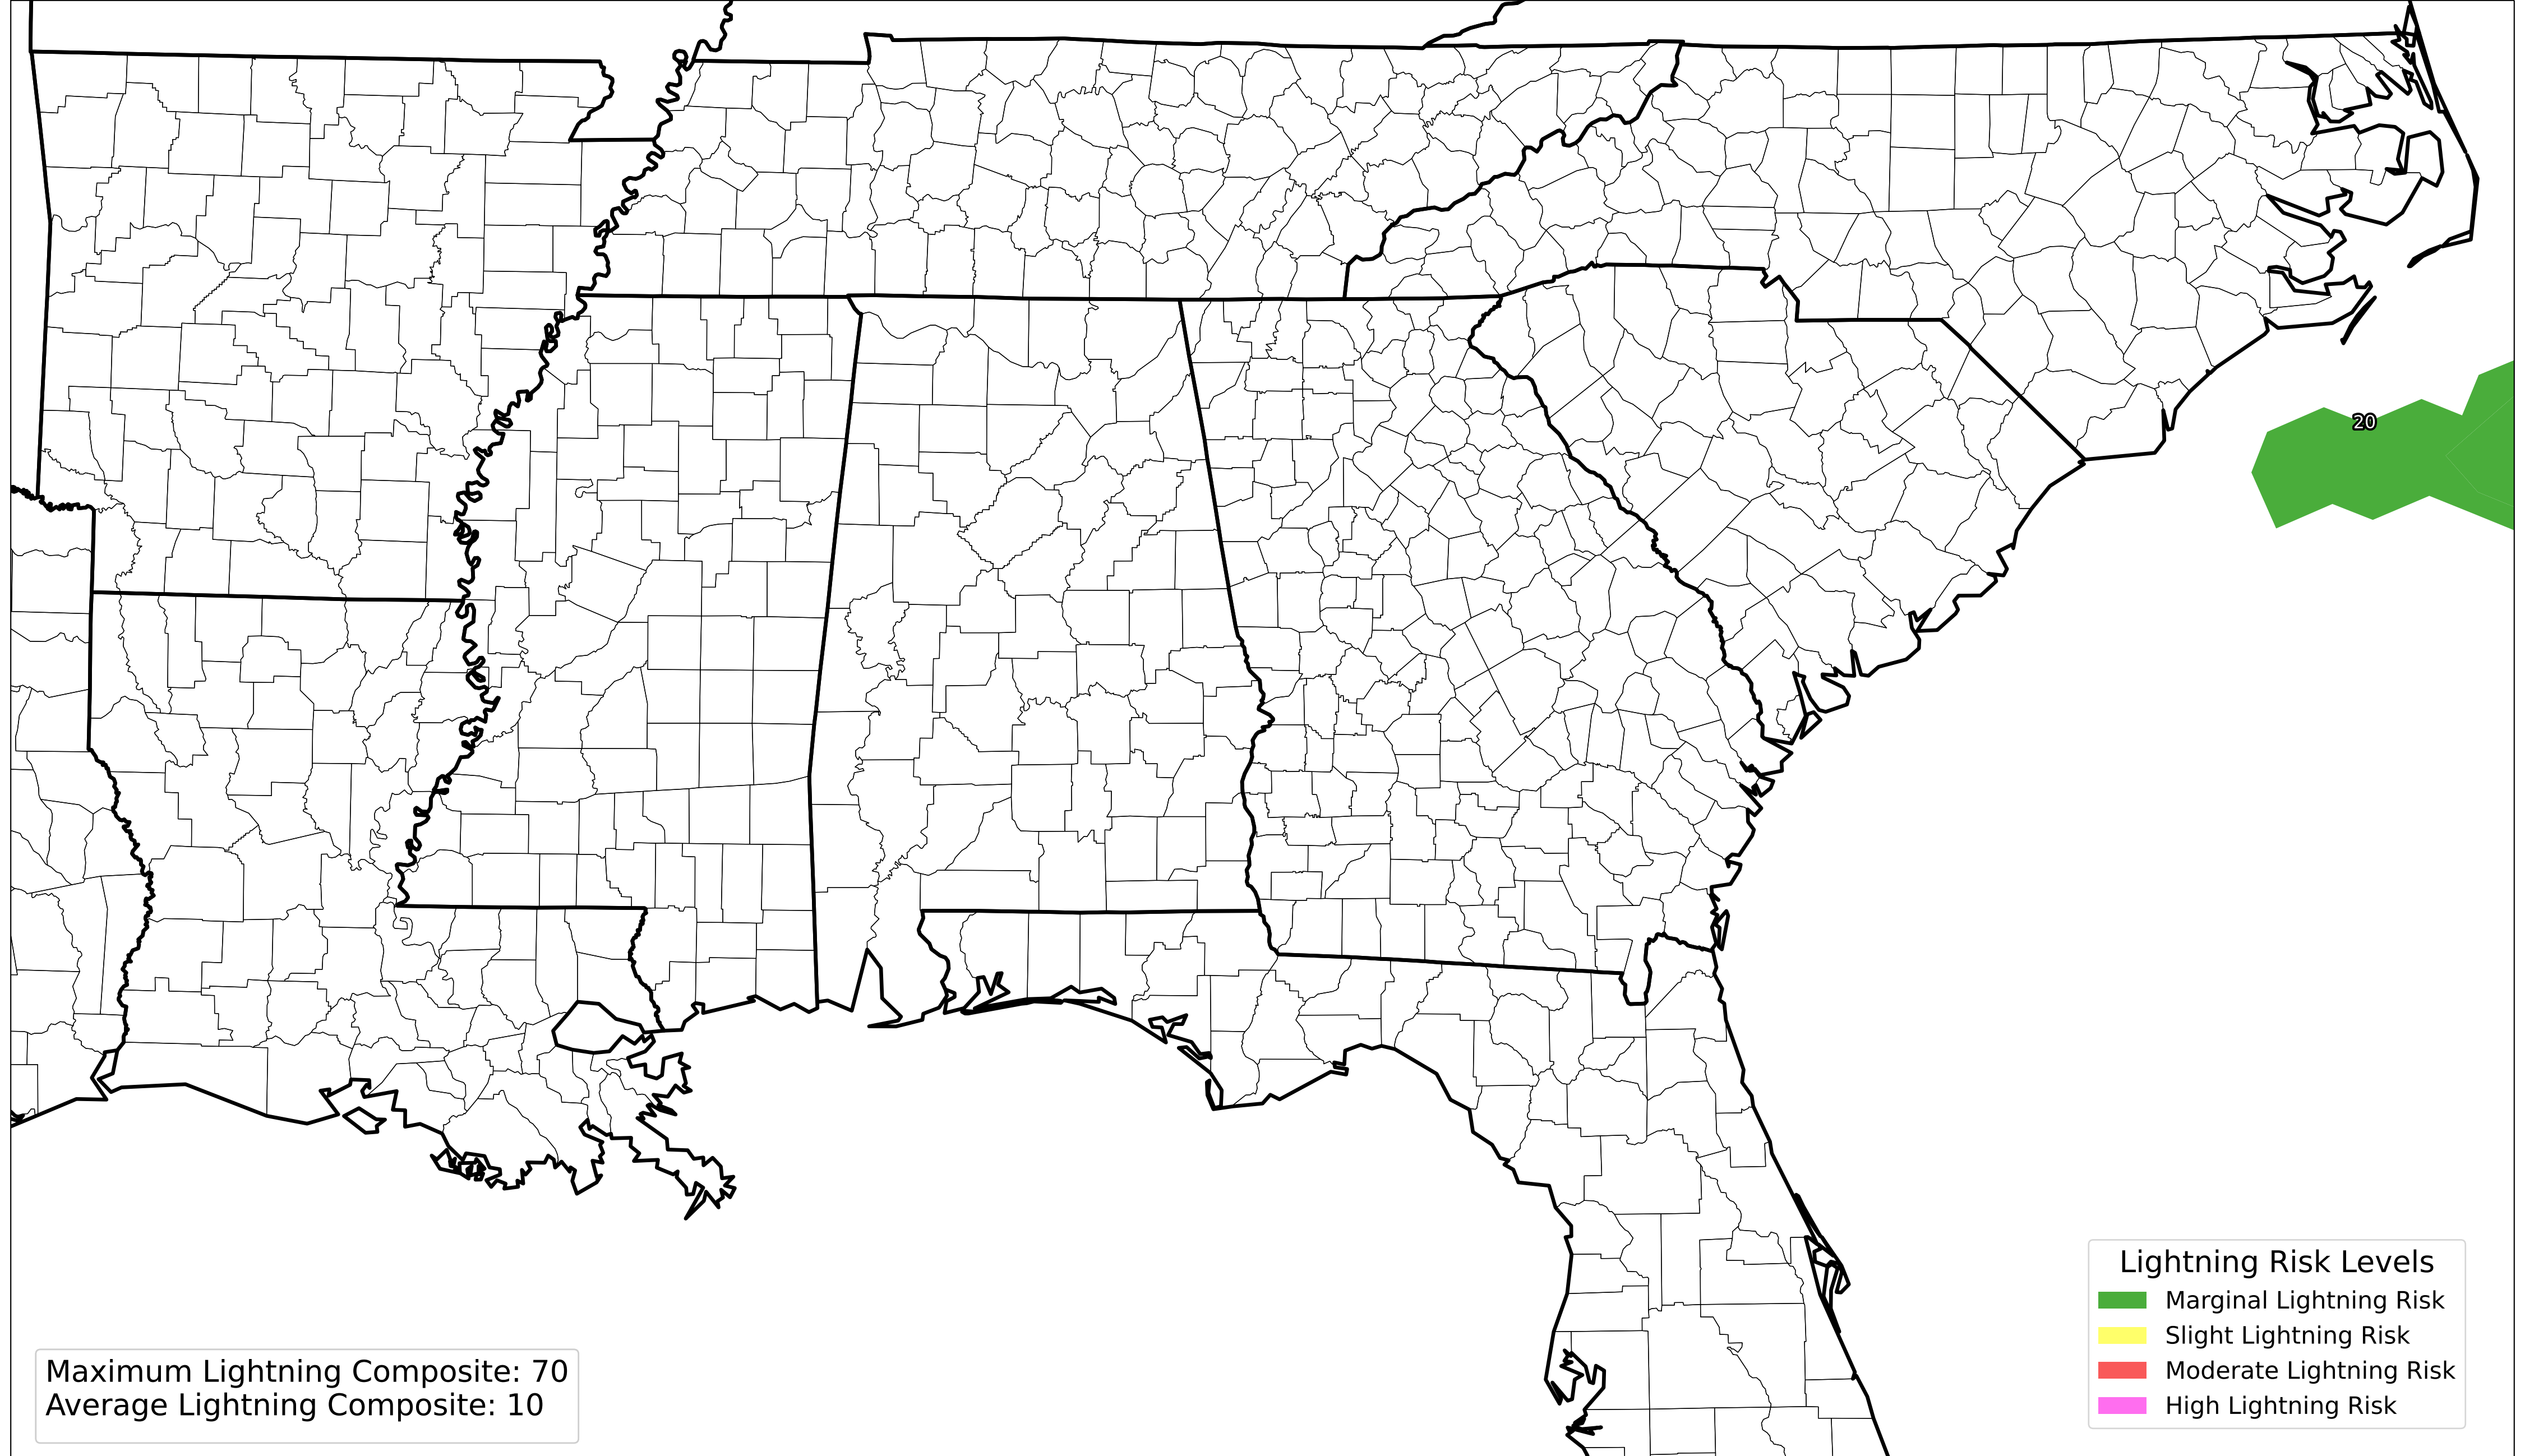 20
Lightning Risk Levels
Marginal Lightning Risk
Slight Lightning Risk
Moderate Lightning Risk
High Lightning Risk
Maximum Lightning Composite: 70
Average Lightning Composite: 10